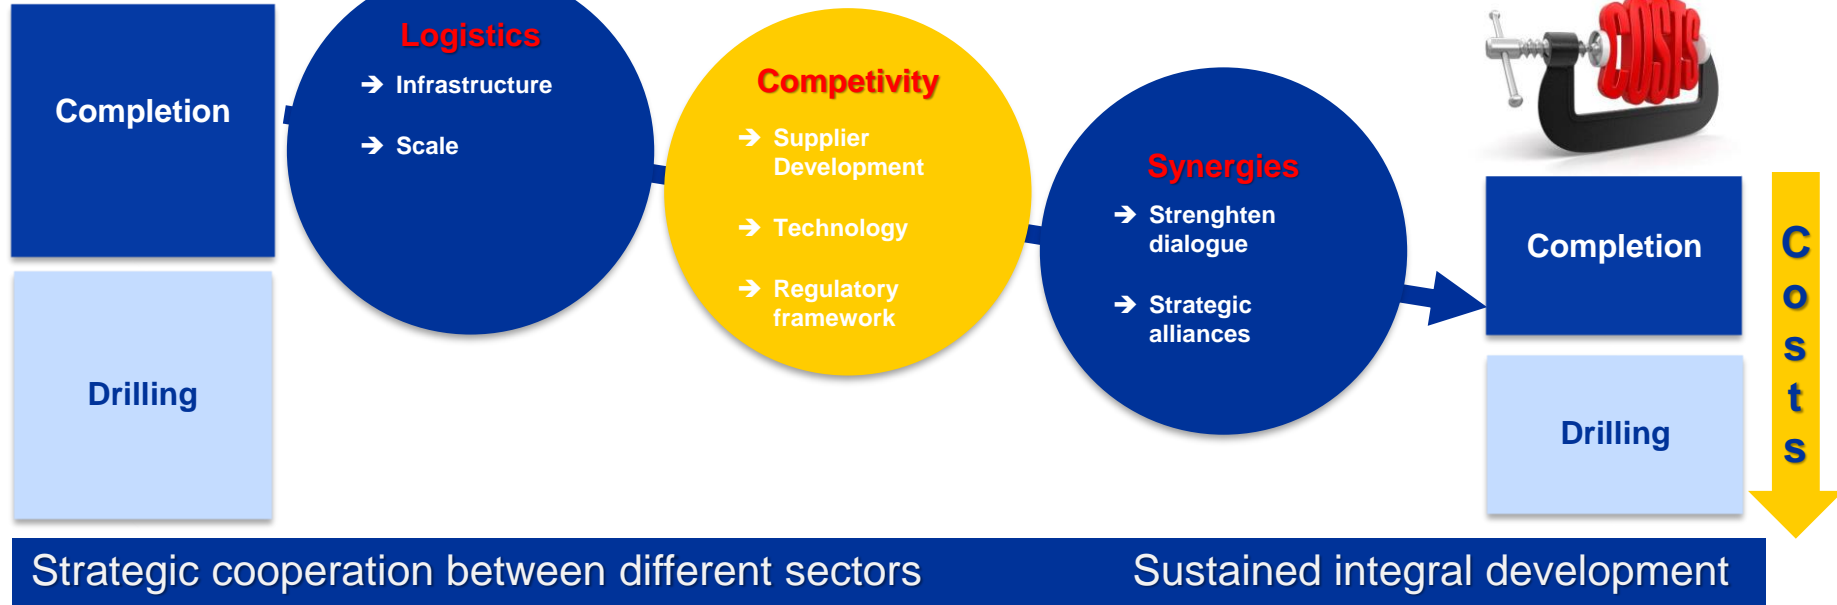 Completion
Drilling
Logistics
➔ Infrastructure
➔ Scale
Competivity
➔ Supplier
Development
➔ Technology
➔ Regulatory
framework
Synergies
➔ Strenghten
dialogue
➔ Strategic
alliances
COSTS
Completion
Drilling
Costs
Strategic cooperation between different sectors
Sustained integral development